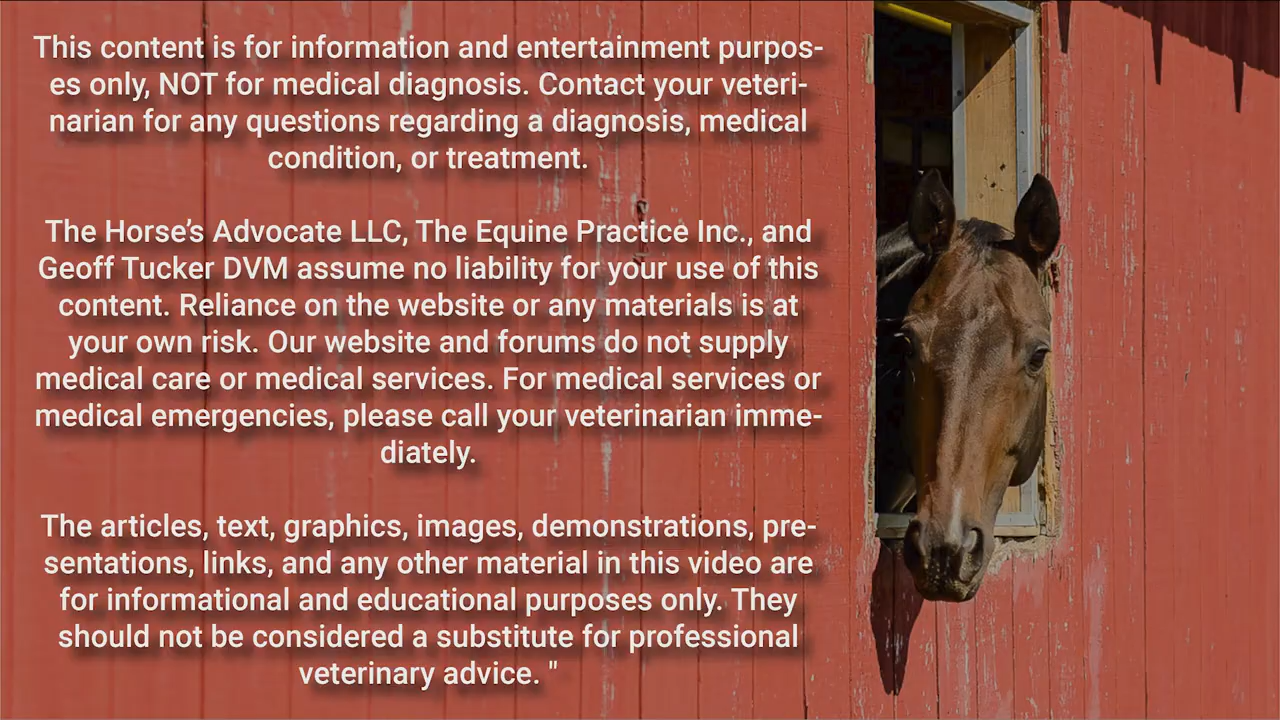 This content is for information and entertainment purpos-
es only, NOT for medical diagnosis. Contact your veteri-
narian for any questions regarding a diagnosis, medical
condition, or treatment.
The Horse's Advocate LLC, The Equine Practice Inc., and
Geoff Tucker DVM assume no liability for your use of this
content. Reliance on the website or any materials is at
your own risk. Our website and forums do not supply
medical care or medical services. For medical services or
medical emergencies, please call your veterinarian imme-
diately.
The articles, text, graphics, images, demonstrations, pre-
sentations, links, and any other material in this video are
for informational and educational purposes only. They
should not be considered a substitute for professional
veterinary advice. "